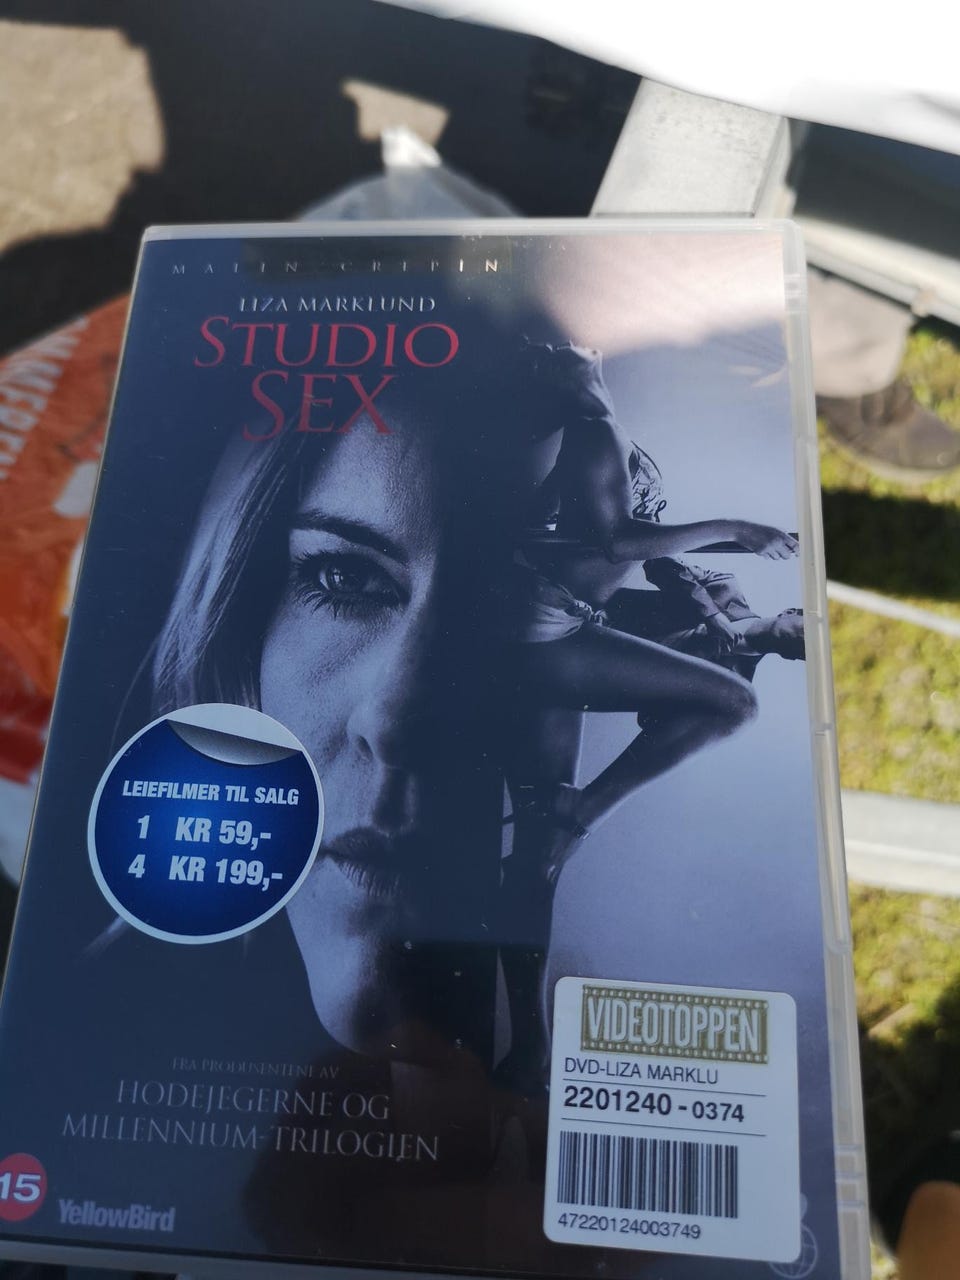 MALIN CREPIN
LIZA MARKLUND
STUDIO
SEX
LEIEFILMER TIL SALG
1 KR 59,-
4 KR 199,-
FRA PRODUSENTENE AV
HODEJEGERNE OG
MILLENNIUM-TRILOGIEN
15
YellowBird
VIDEOTOPPEN
DVD-LIZA MARKLU
2201240-0374
47220124003749